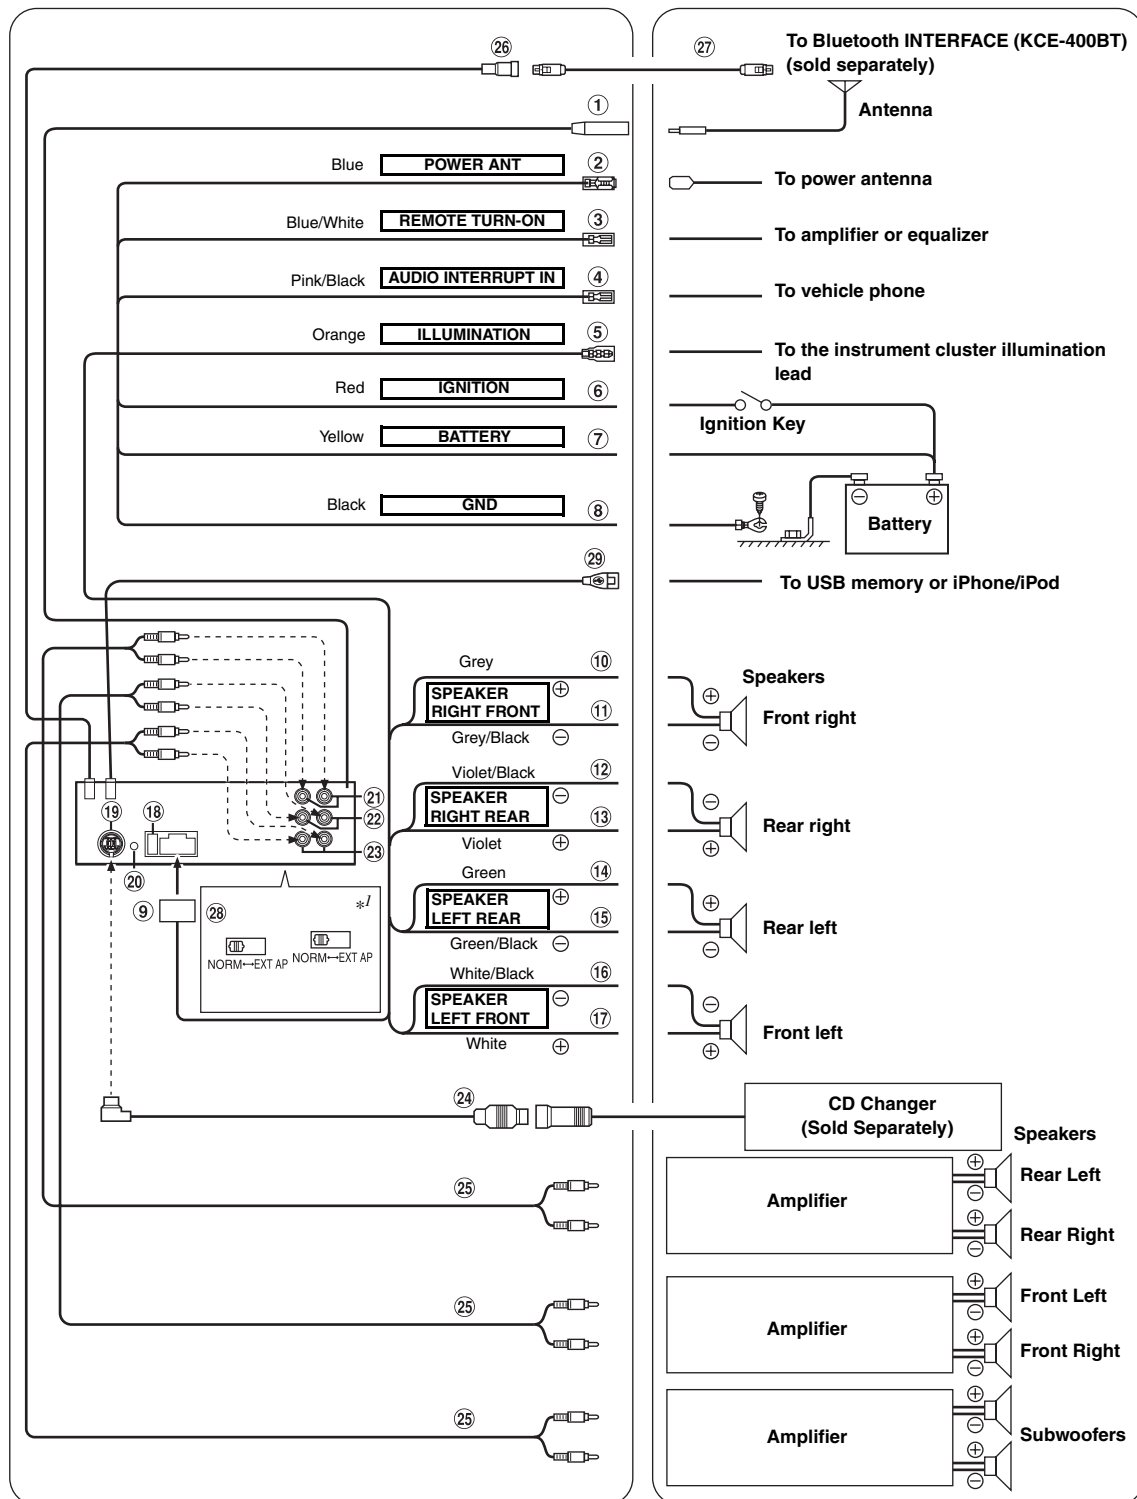 26
27
To Bluetooth INTERFACE (KCE-400BT)
(sold separately)
1
Antenna
Blue
POWER ANT
2
To power antenna
Blue/White
REMOTE TURN-ON
3
To amplifier or equalizer
Pink/Black
AUDIO INTERRUPT IN
4
To vehicle phone
Orange
ILLUMINATION
5
To the instrument cluster illumination
lead
Red
IGNITION
6
Ignition Key
Yellow
BATTERY
7
Black
GND
8
⊖
⊕
Battery
29
To USB memory or iPhone/iPod
Grey
10
Speakers
SPEAKER
RIGHT FRONT
⊕
11
⊕
Front right
Grey/Black
⊖
⊖
Violet/Black
12
SPEAKER
RIGHT REAR
⊖
13
⊖
Rear right
Violet
⊕
⊕
Green
14
SPEAKER
LEFT REAR
⊕
15
⊕
Rear left
Green/Black
⊖
⊖
White/Black
16
SPEAKER
LEFT FRONT
⊖
17
⊖
Front left
White
⊕
⊕
19
18
21
22
23
20
9
28
*1
NORM↔EXT AP
NORM↔EXT AP
24
CD Changer
(Sold Separately)
Speakers
25
Amplifier
⊕
⊖
Rear Left
⊕
⊖
Rear Right
25
Amplifier
⊕
⊖
Front Left
⊕
⊖
Front Right
25
Amplifier
⊕
⊖
⊕
⊖
Subwoofers